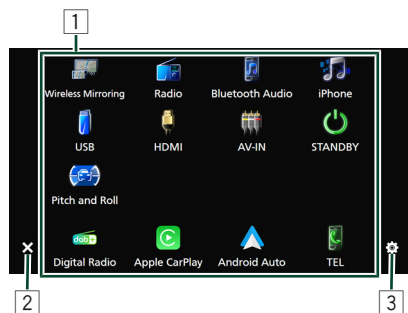 1
Wireless Mirroring Radio Bluetooth Audio iPhone
USB HDMI AV-IN STANDBY
Pitch and Roll
dab+
Digital Radio Apple CarPlay Android Auto TEL
2 3